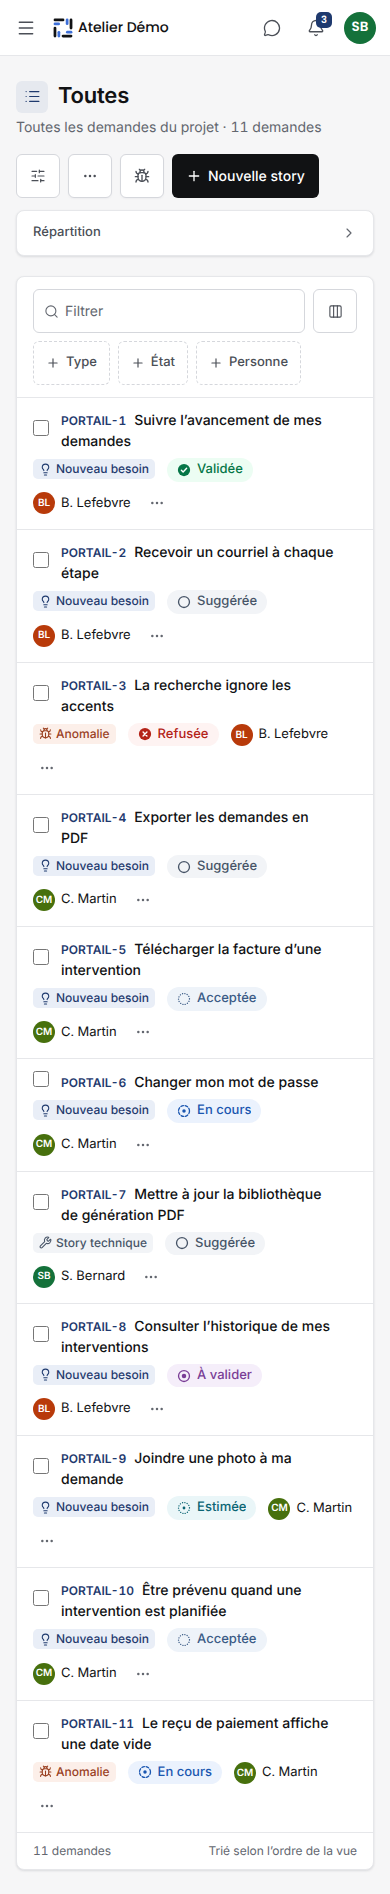 Atelier Démo
3
SB
Toutes
Toutes les demandes du projet · 11 demandes
Nouvelle story
Répartition
Filtrer
Type
État
Personne
PORTAIL-1 Suivre l’avancement de mes
demandes
Nouveau besoin Validée
BL B. Lefebvre
PORTAIL-2 Recevoir un courriel à chaque
étape
Nouveau besoin Suggérée
BL B. Lefebvre
PORTAIL-3 La recherche ignore les
accents
Anomalie Refusée BL B. Lefebvre
PORTAIL-4 Exporter les demandes en
PDF
Nouveau besoin Suggérée
CM C. Martin
PORTAIL-5 Télécharger la facture d’une
intervention
Nouveau besoin Acceptée
CM C. Martin
PORTAIL-6 Changer mon mot de passe
Nouveau besoin En cours
CM C. Martin
PORTAIL-7 Mettre à jour la bibliothèque
de génération PDF
Story technique Suggérée
SB S. Bernard
PORTAIL-8 Consulter l’historique de mes
interventions
Nouveau besoin À valider
BL B. Lefebvre
PORTAIL-9 Joindre une photo à ma
demande
Nouveau besoin Estimée CM C. Martin
PORTAIL-10 Être prévenu quand une
intervention est planifiée
Nouveau besoin Acceptée
CM C. Martin
PORTAIL-11 Le reçu de paiement affiche
une date vide
Anomalie En cours CM C. Martin
11 demandes Trié selon l’ordre de la vue